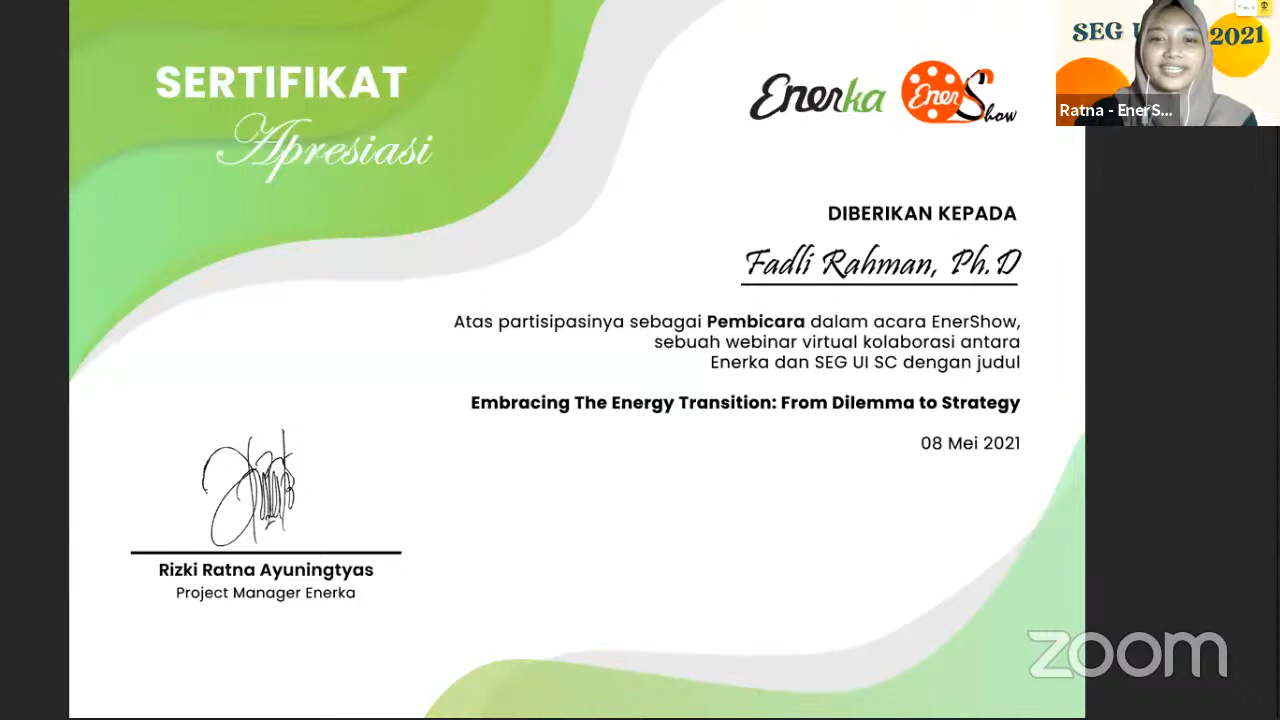 SERTIFIKAT
Apresiasi
Enerka
EnerShow
SEG U
2021
Ratna - EnerS...
DIBERIKAN KEPADA
Fadli Rahman, Ph.D
Atas partisipasinya sebagai Pembicara dalam acara EnerShow,
sebuah webinar virtual kolaborasi antara
Enerka dan SEG UI SC dengan judul
Embracing The Energy Transition: From Dilemma to Strategy
08 Mei 2021
Rizki Ratna Ayuningtyas
Project Manager Enerka
zoom